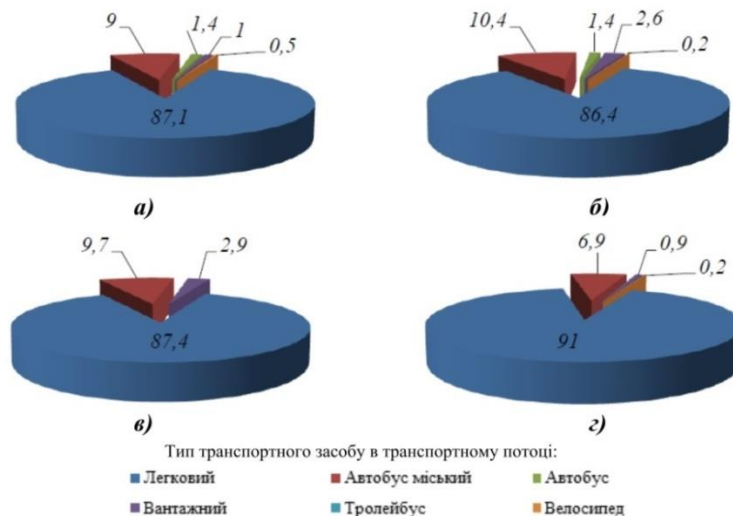 9 1,4 1 0,5
87,1
а)
10,4 1,4 2,6 0,2
86,4
б)
9,7 2,9
87,4
в)
6,9 0,9 0,2
91
г)
Тип транспортного засобу в транспортному потоці:
Легковий Автобус міський Автобус
Вантажний Тролейбус Велосипед